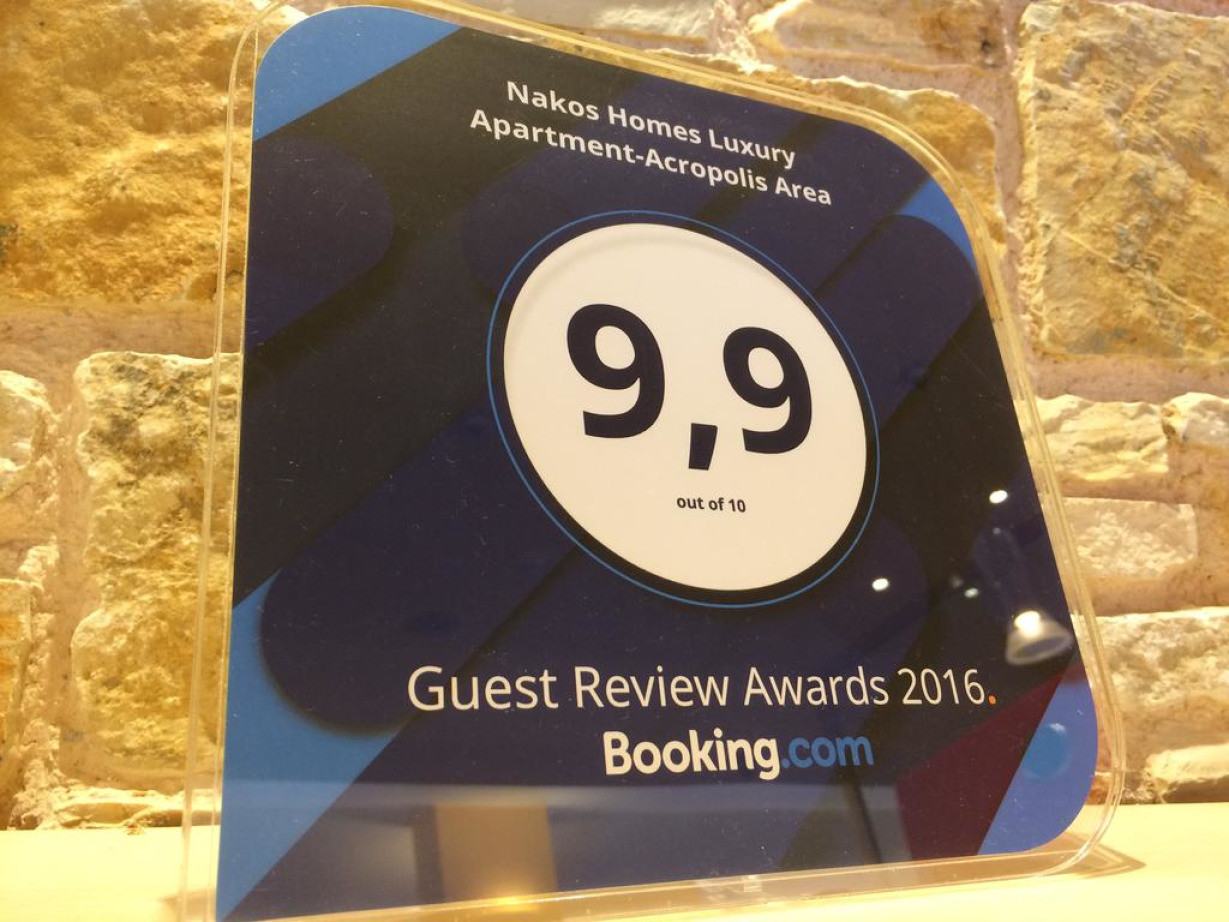 Nakos Homes Luxury
Apartment-Acropolis Area
9,9
out of 10
Guest Review Awards 2016.
Booking.com